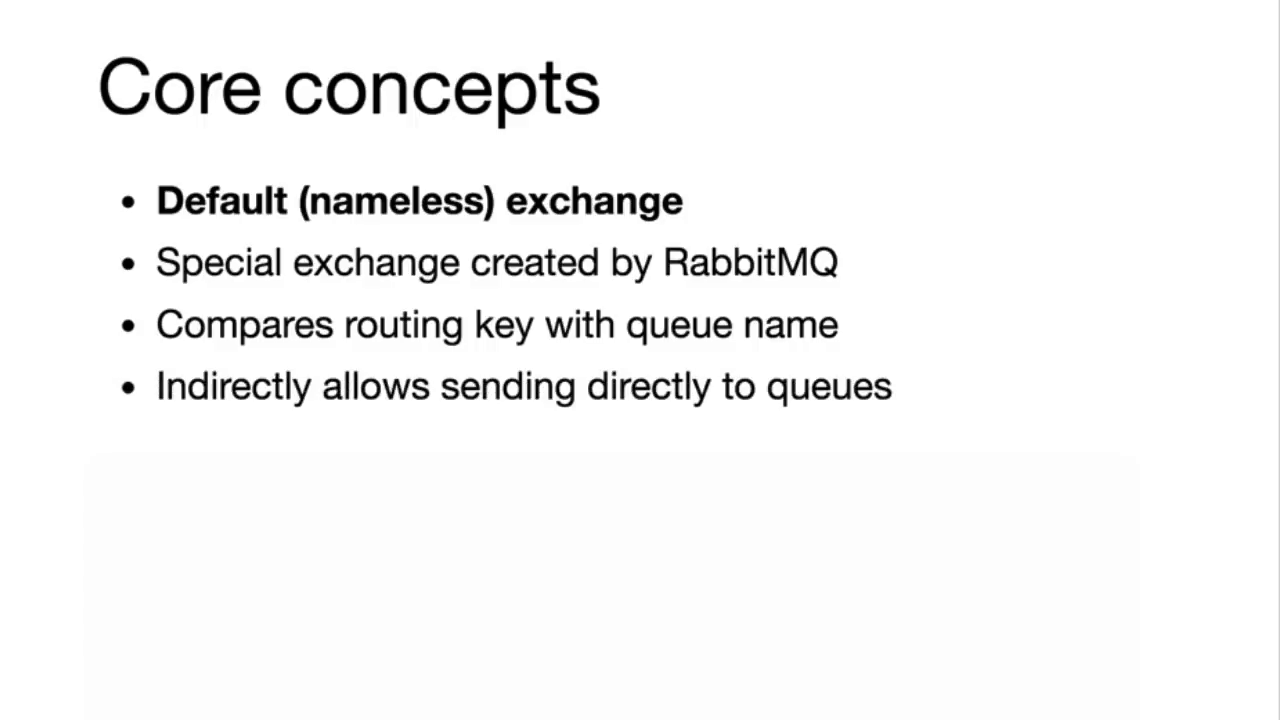 Core concepts
• Default (nameless) exchange
• Special exchange created by RabbitMQ
• Compares routing key with queue name
• Indirectly allows sending directly to queues